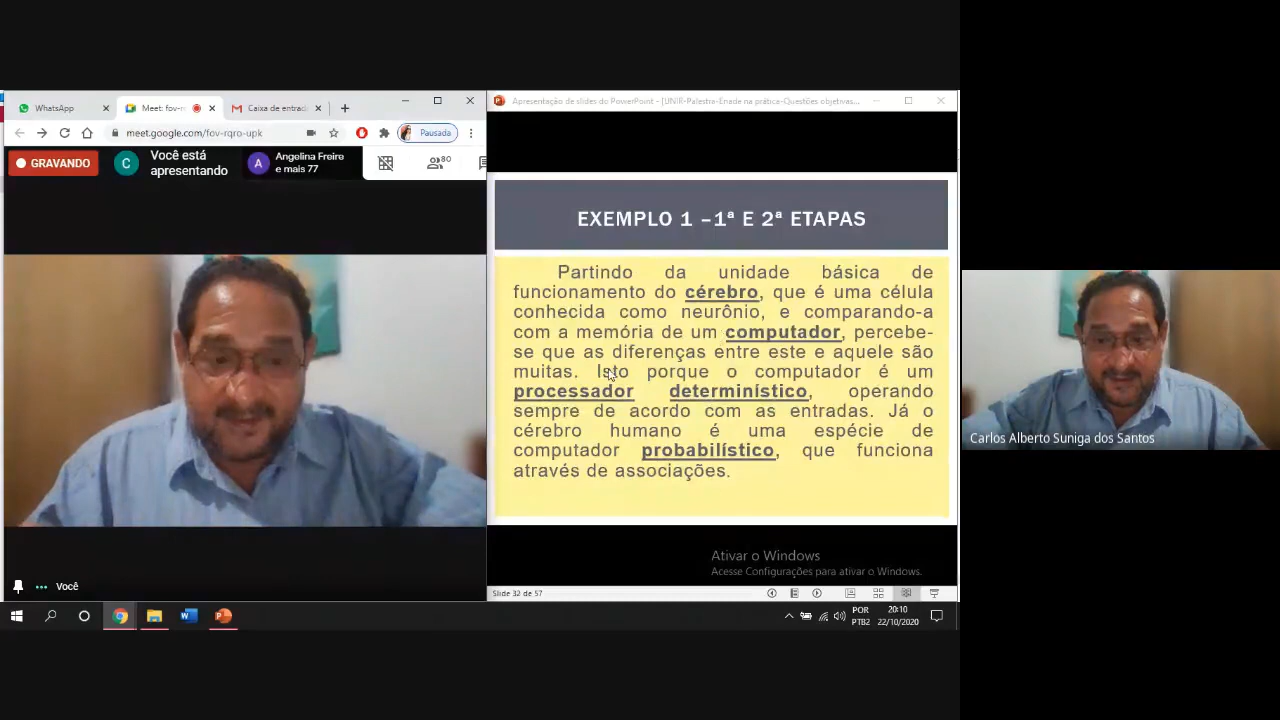 WhatsApp
Meet: fov-r
Caixa de entrad
meet.google.com/fov-rqro-upk
Pausada
GRAVANDO
C
Você está
apresentando
A
Angelina Freire
e mais 77
80
Você
Apresentação de slides do PowerPoint - [UNIR-Palestra-Enade na prática-Questões objetivas...
EXEMPLO 1 –1ª E 2ª ETAPAS
Partindo da unidade básica de
funcionamento do cérebro, que é uma célula
conhecida como neurônio, e comparando-a
com a memória de um computador, percebe-
se que as diferenças entre este e aquele são
muitas. Isto porque o computador é um
processador determinístico, operando
sempre de acordo com as entradas. Já o
cérebro humano é uma espécie de
computador probabilístico, que funciona
através de associações.
Ativar o Windows
Acesse Configurações para ativar o Windows.
Slide 32 de 57
POR
PTB2
20:10
22/10/2020
Carlos Alberto Suniga dos Santos